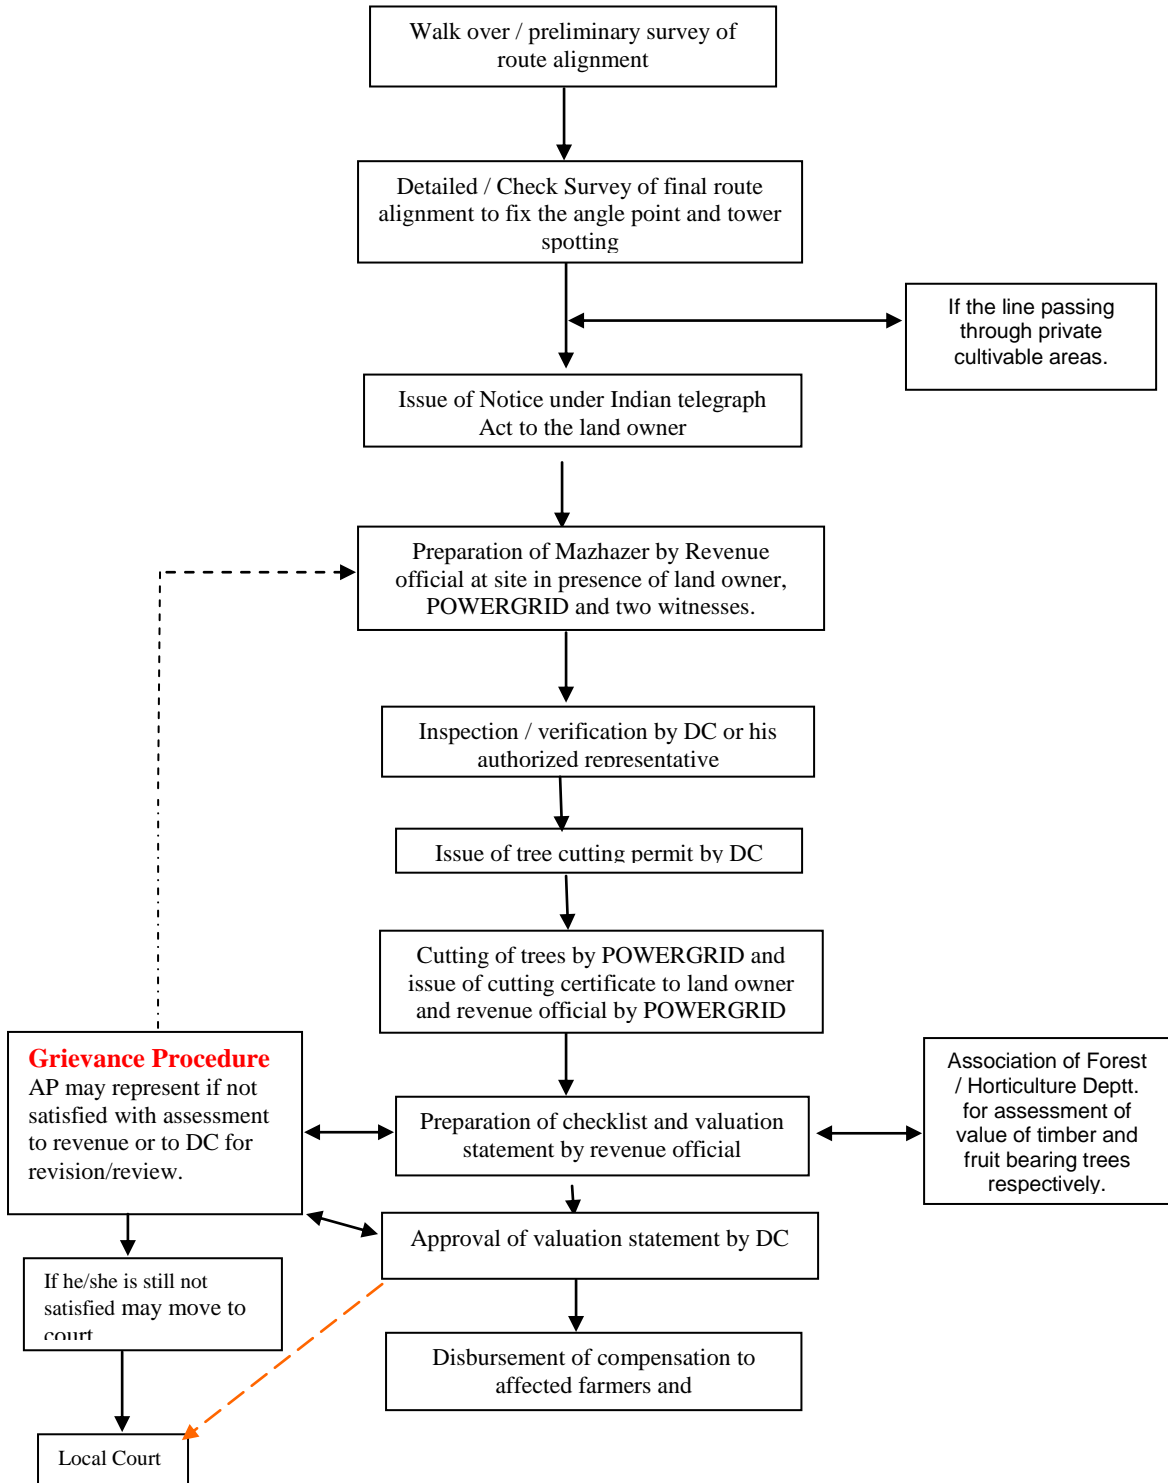 Walk over / preliminary survey of
route alignment
Detailed / Check Survey of final route
alignment to fix the angle point and tower
spotting
If the line passing
through private
cultivable areas.
Issue of Notice under Indian telegraph
Act to the land owner
Preparation of Mazhazer by Revenue
official at site in presence of land owner,
POWERGRID and two witnesses.
Inspection / verification by DC or his
authorized representative
Issue of tree cutting permit by DC
Cutting of trees by POWERGRID and
issue of cutting certificate to land owner
and revenue official by POWERGRID
Grievance Procedure
AP may represent if not
satisfied with assessment
to revenue or to DC for
revision/review.
Preparation of checklist and valuation
statement by revenue official
Association of Forest
/ Horticulture Deptt.
for assessment of
value of timber and
fruit bearing trees
respectively.
Approval of valuation statement by DC
If he/she is still not
satisfied may move to
court
Disbursement of compensation to
affected farmers and
Local Court